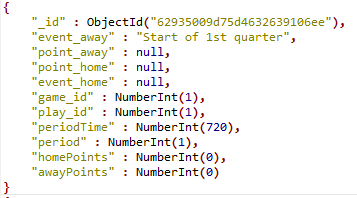 {
"_id" : ObjectId("62935009d75d4632639106ee"),
"event_away" : "Start of 1st quarter",
"point_away" : null,
"point_home" : null,
"event_home" : null,
"game_id" : NumberInt(1),
"play_id" : NumberInt(1),
"periodTime" : NumberInt(720),
"period" : NumberInt(1),
"homePoints" : NumberInt(0),
"awayPoints" : NumberInt(0)
}